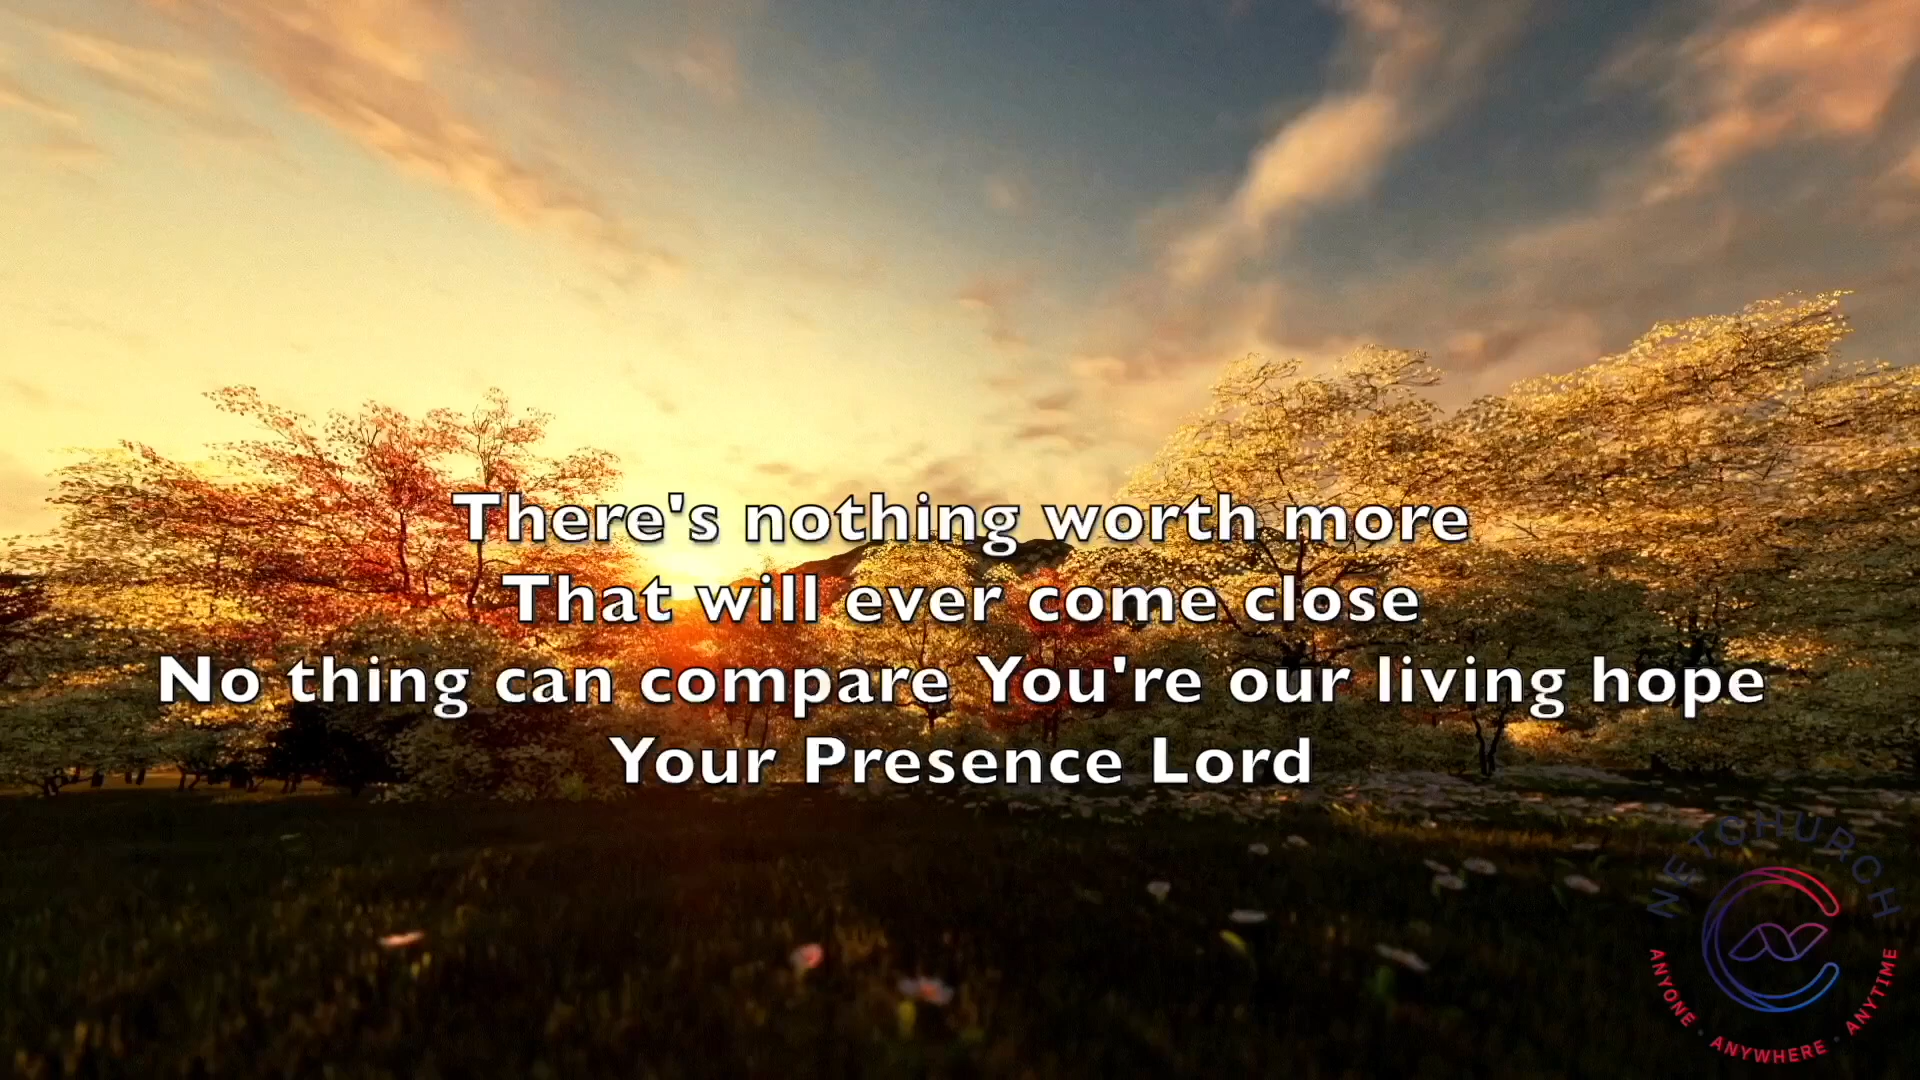 There's nothing worth more
That will ever come close
No thing can compare You're our living hope
Your Presence Lord
NETCHURCH
ANYONE · ANYWHERE · ANYTIME